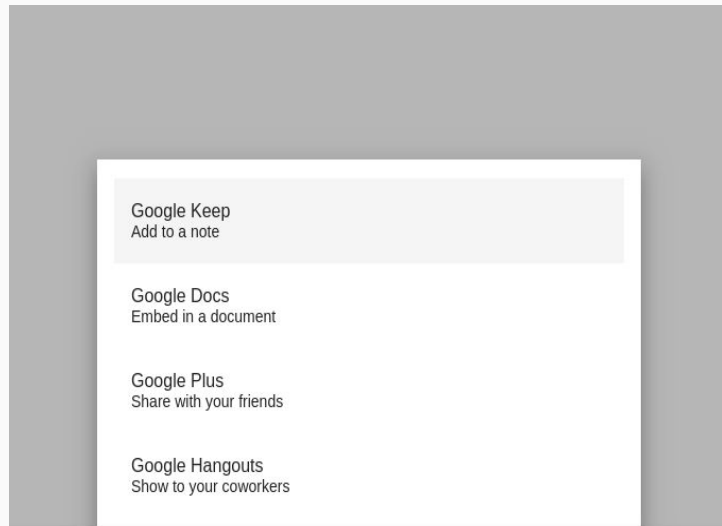 Google Keep
Add to a note
Google Docs
Embed in a document
Google Plus
Share with your friends
Google Hangouts
Show to your coworkers